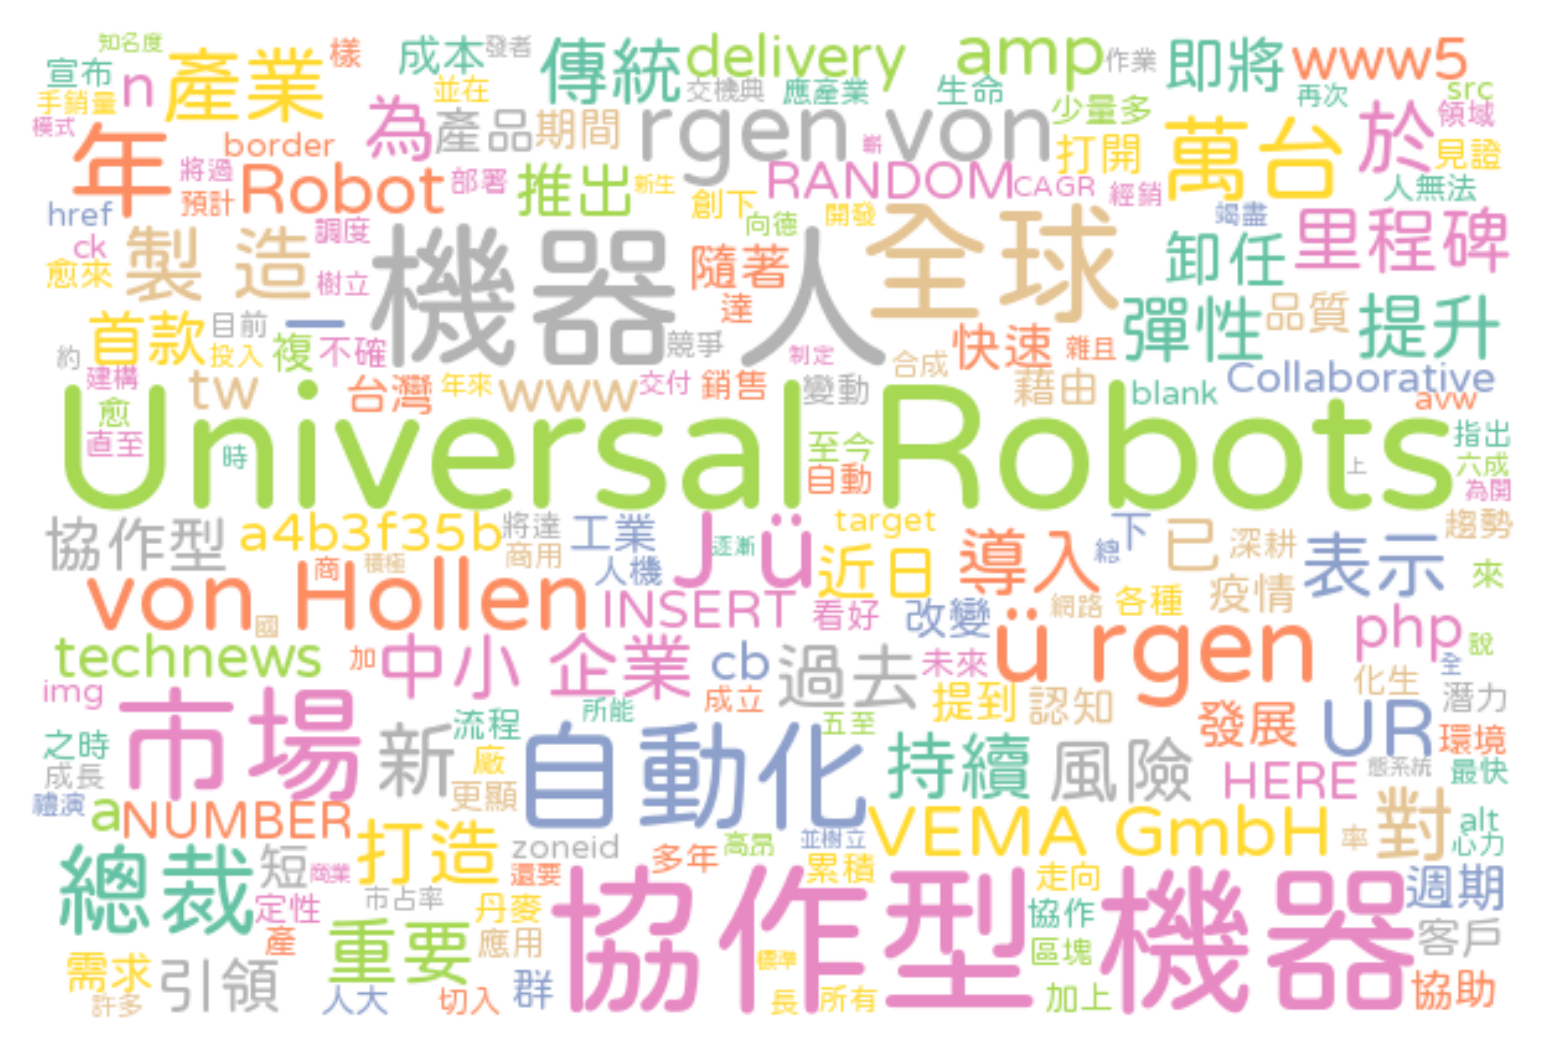 知名度
宣布
手銷量
模式
n
產業
樣
成本
發者
並在
傳統
delivery
交機典
應產業
amp
生命
作業
少量多
即將
www5
再次
src
領域
年
border
將過
預計
Robot
為
產品
期間
部署
推出
新生
rgen von
RANDOM
CAGR
創下
向德
開發
打開
經銷
萬台
於
見證
人無法
竭盡
href
ck
愈來
製 造
調度
樹立
機器 人
隨著
達
全球
卸任
里程碑
首款
目前
一
投入
複
不確
約
建構
競爭
制定
合成
快速
雜且
彈性
品質
提升
tw
台灣
年來
www
交付
銷售
變動
藉由
blank
Collaborative
avw
愈
直至
時
Universal Robots
至今
自動
上
指出
六成
為開
協作型
a4b3f35b
將達
商用
工業
人機
J ü
逐漸
target
近日
導入
總
下
已
深耕
表示
趨勢
來
von Hollen
商
積極
國
INSERT
看好
改變
網路
各種
疫情
ü rgen
php
說
全
technews
加
中小 企業
cb
成立
過去
未來
提到
認知
化生
潛力
img
市場
之時
成長
禮演
新
流程
所能
廠
更顯
自動化
五至
持續
風險
發展
UR
環境
HERE
態系統
最快
a
NUMBER
打造
zoneid
多年
高昂
並樹立
VEMA GmbH
率
對
alt
心力
總裁
短
商業
定性
產
市占率
還要
丹麥
應用
重要
累積
走向
協作
區塊
週期
客戶
需求
許多
引領
人大
切入
群
協作型機器
標準
長
所有
加上
協助